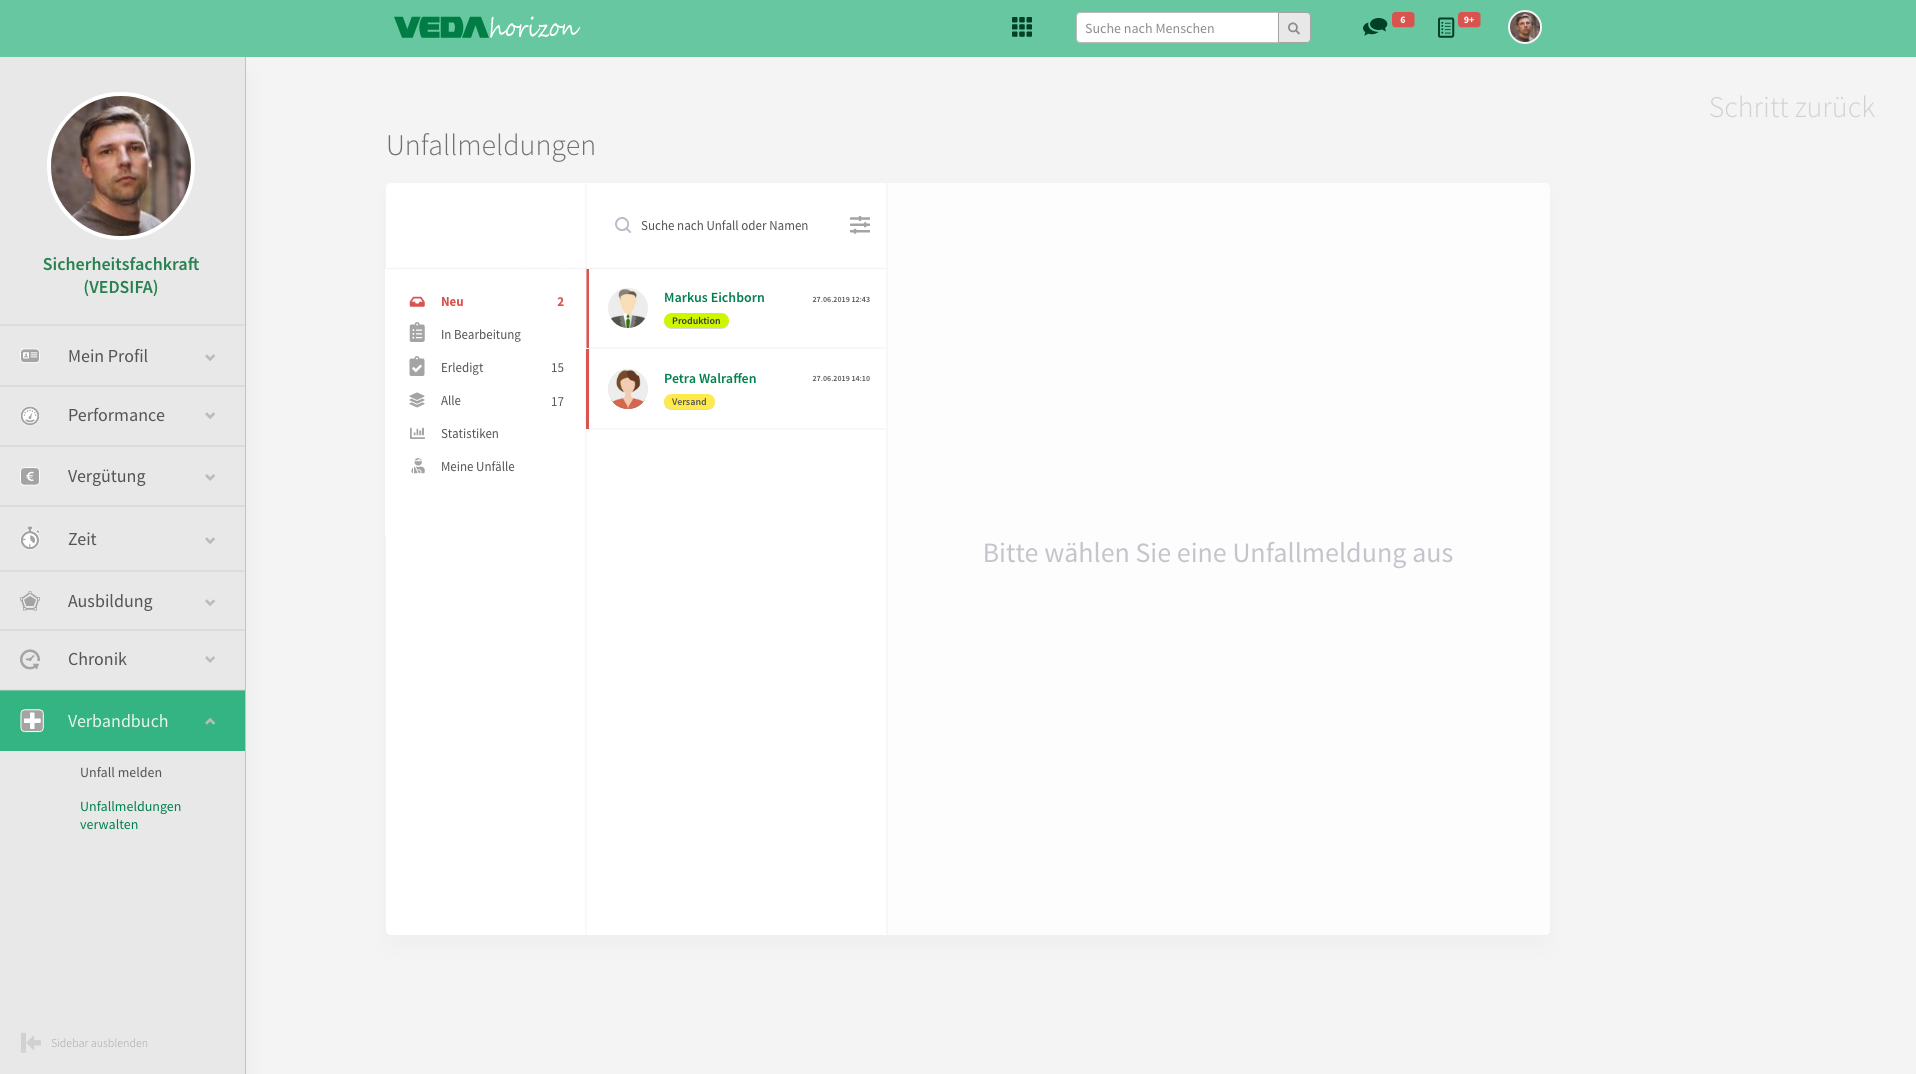 VEDA horizon
Suche nach Menschen
6
9+
Sicherheitsfachkraft
(VEDSIFA)
Mein Profil
Performance
Vergütung
Zeit
Ausbildung
Chronik
Verbandbuch
Unfall melden
Unfallmeldungen
verwalten
Sidebar ausblenden
Schritt zurück
Unfallmeldungen
Neu 2
In Bearbeitung
Erledigt 15
Alle 17
Statistiken
Meine Unfälle
Suche nach Unfall oder Namen
Markus Eichborn 27.06.2019 12:43
Produktion
Petra Walraffen 27.06.2019 14:10
Versand
Bitte wählen Sie eine Unfallmeldung aus